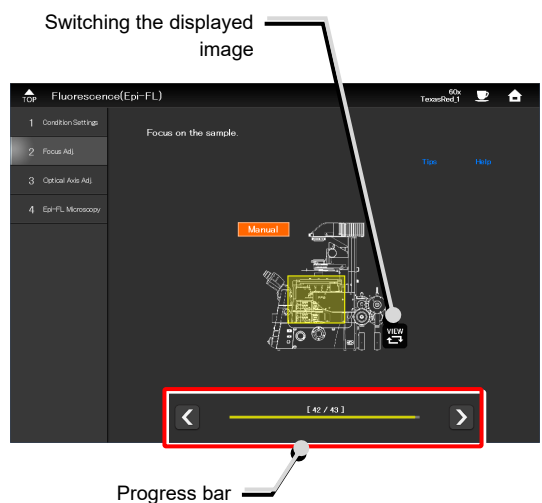 Switching the displayed
image
TOP
Fluorescence(Epi-FL)
60x
TexasRed_1
1 Condition Settings
2 Focus Adj.
3 Optical Axis Adj.
4 Epi-FL Microscopy
Focus on the sample.
Tips
Help
Manual
VIEW
[ 42 / 43 ]
Progress bar